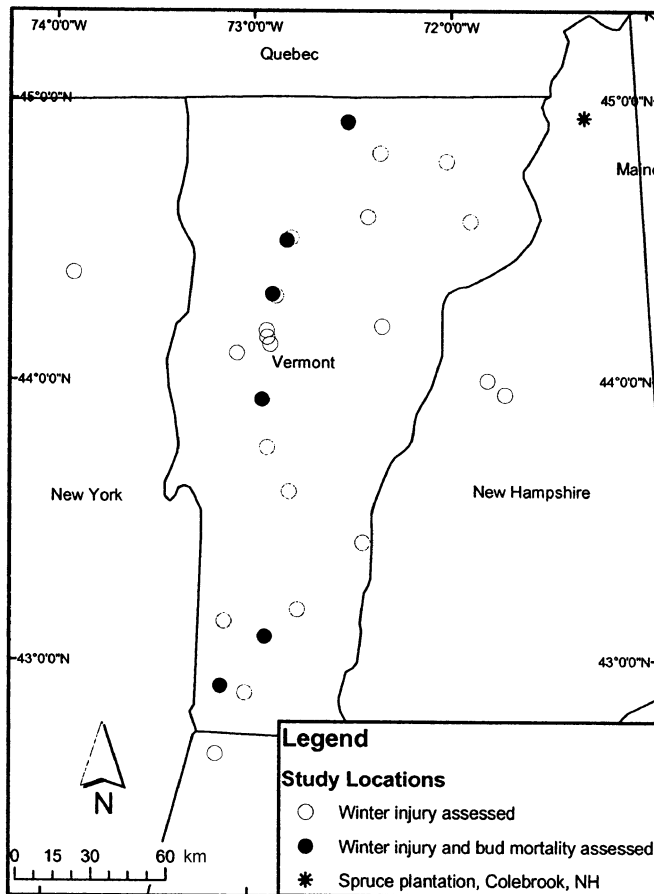 74°0'0"W 73°0'0"W 72°0'0"W
Quebec
45°0'0"N 45°0'0"N
Maine
Vermont
44°0'0"N 44°0'0"N
New York New Hampshire
43°0'0"N 43°0'0"N
N
0 15 30 60 km
Legend
Study Locations
Winter injury assessed
Winter injury and bud mortality assessed
Spruce plantation, Colebrook, NH